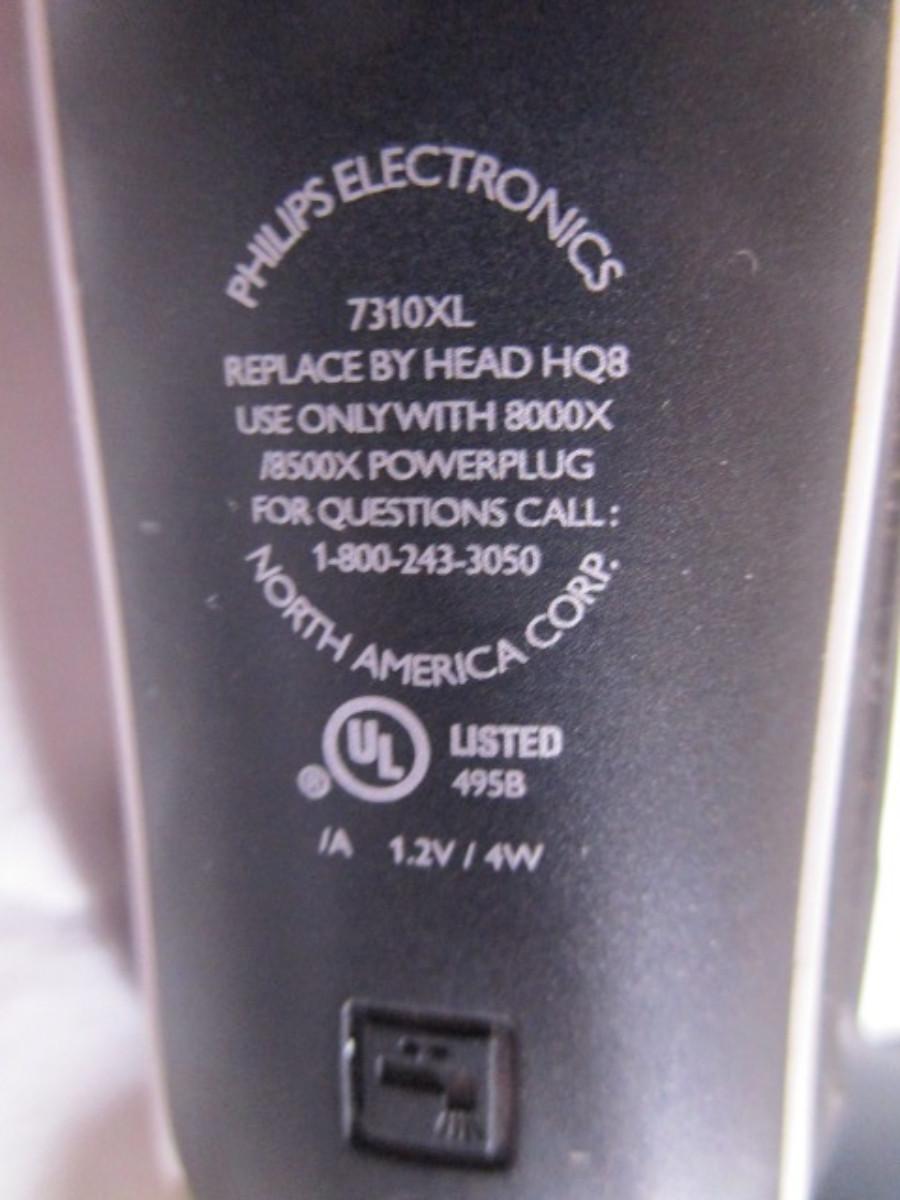 PHILIPS ELECTRONICS
7310XL
REPLACE BY HEAD HQ8
USE ONLY WITH 8000X
/8500X POWERPLUG
FOR QUESTIONS CALL:
1-800-243-3050
NORTH AMERICA CORP.
UL LISTED
® 495B
/A 1.2V / 4W